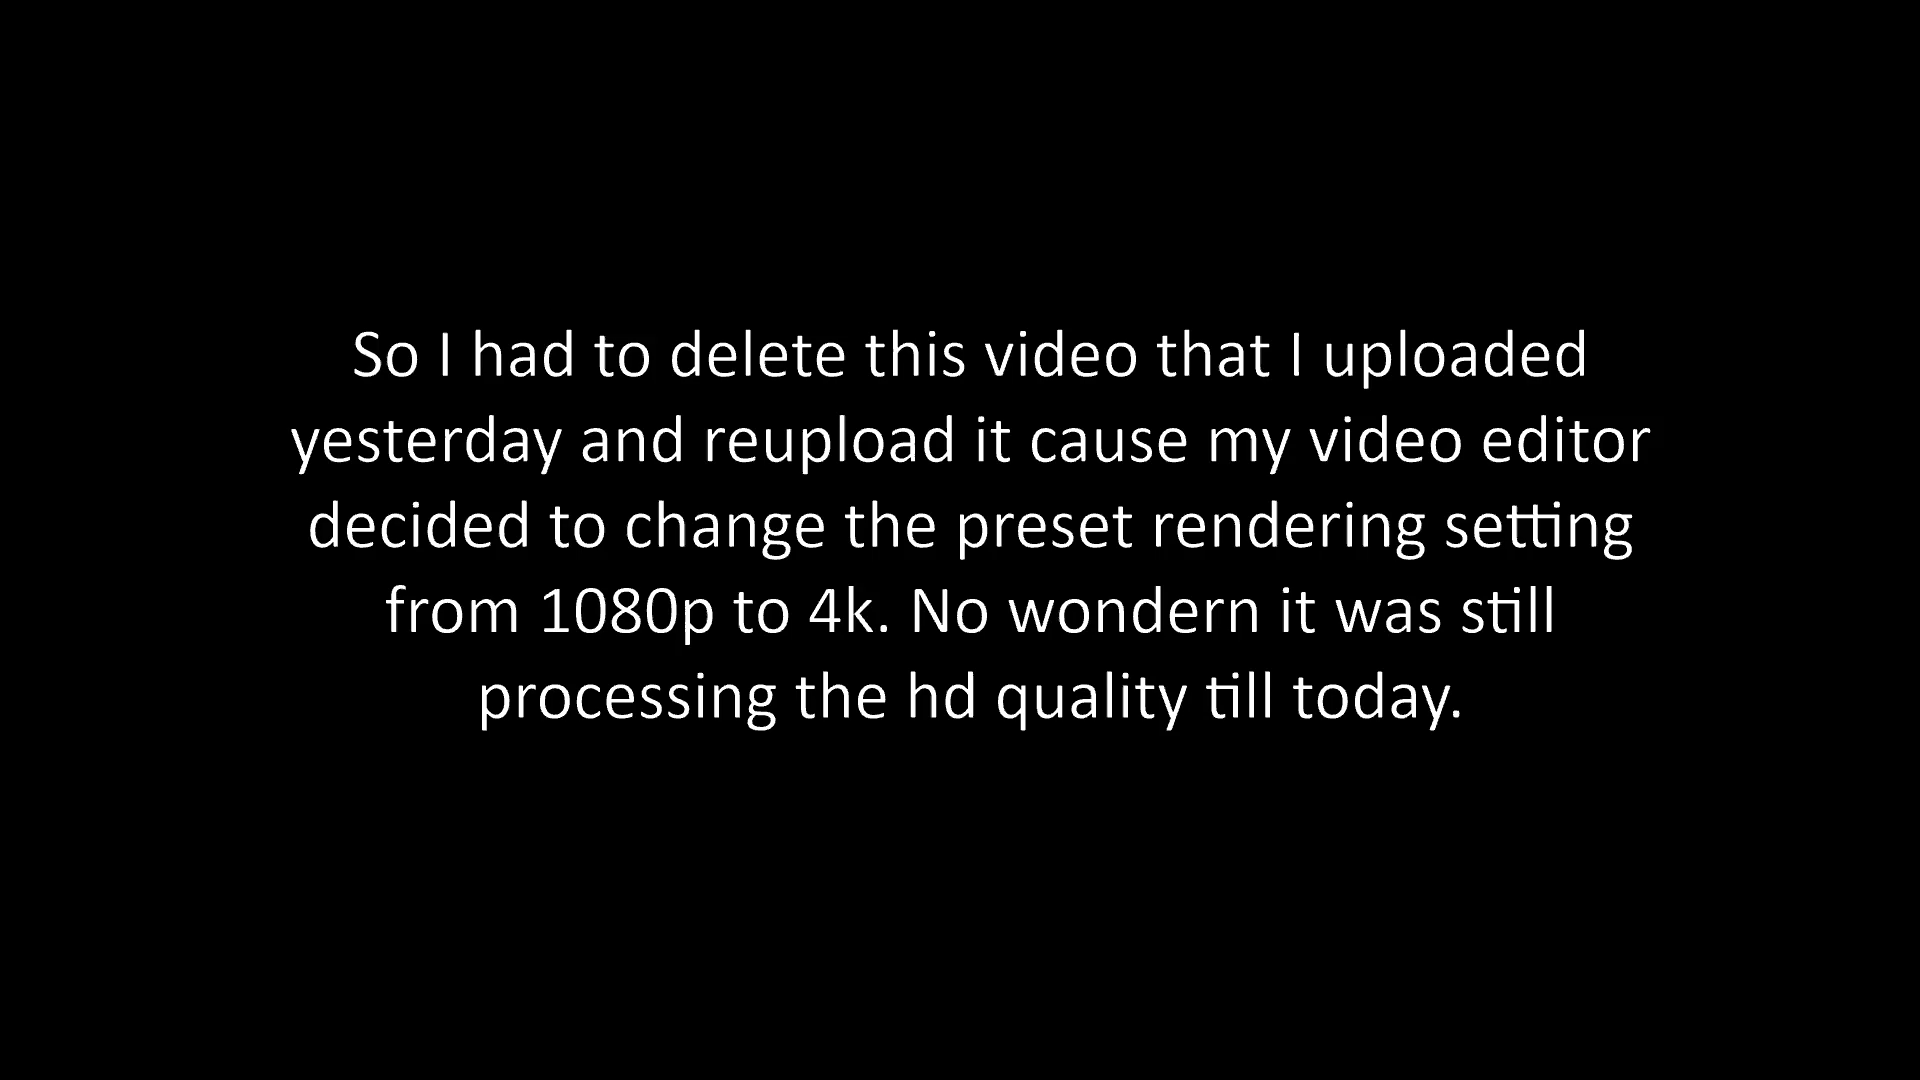 So I had to delete this video that I uploaded
yesterday and reupload it cause my video editor
decided to change the preset rendering setting
from 1080p to 4k. No wondern it was still
processing the hd quality till today.